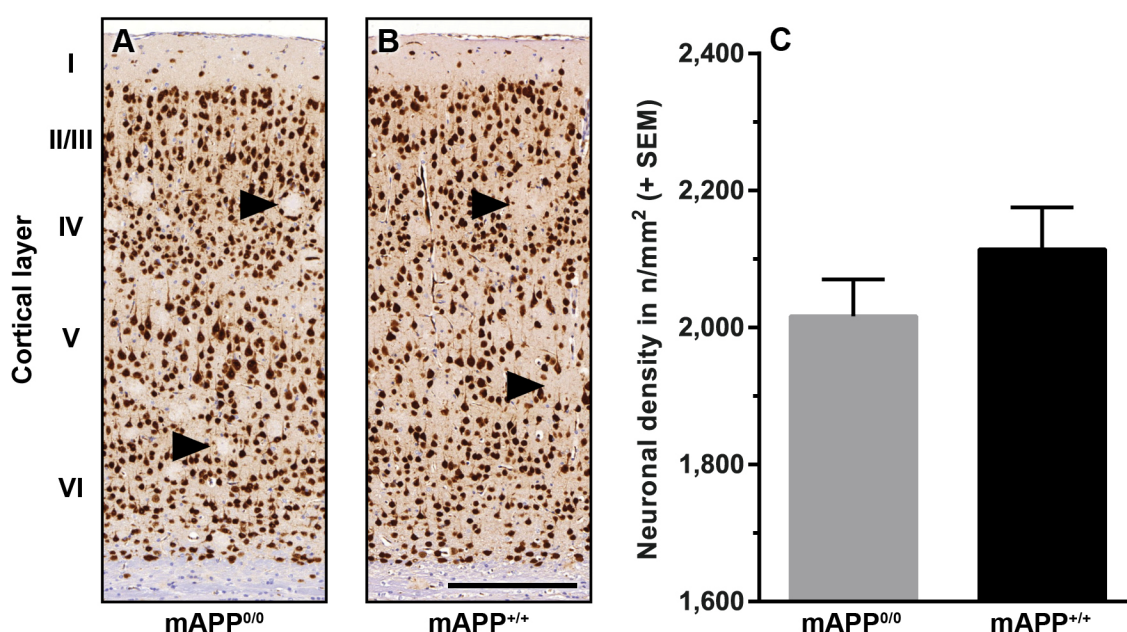 A
B
C
Cortical layer
I
II/III
IV
V
VI
mAPP0/0
mAPP+/+
Neuronal density in n/mm² (+ SEM)
2,400
2,200
2,000
1,800
1,600
mAPP0/0
mAPP+/+